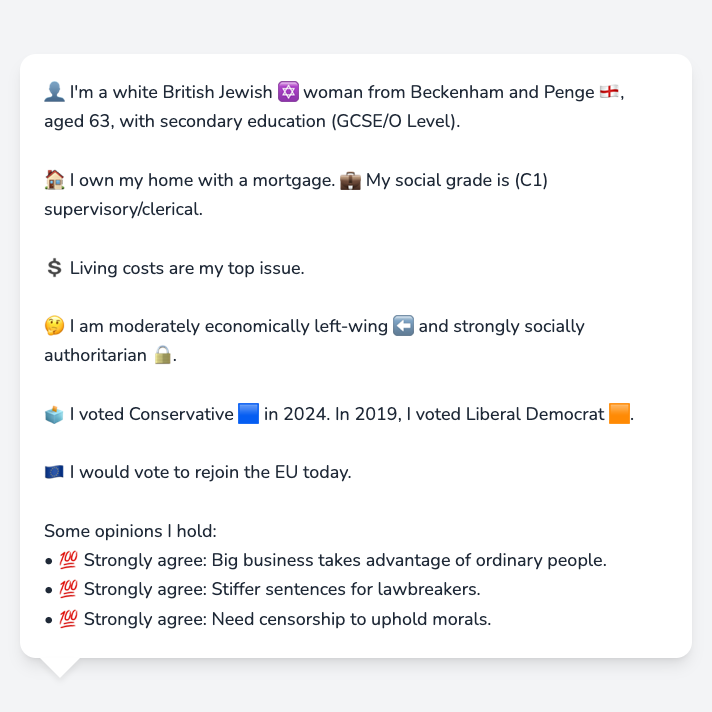 👤 I'm a white British Jewish ✡️ woman from Beckenham and Penge 🏴󠁧󠁢󠁥󠁮󠁧󠁿,
aged 63, with secondary education (GCSE/O Level).
🏠 I own my home with a mortgage. 💼 My social grade is (C1)
supervisory/clerical.
💲 Living costs are my top issue.
🤔 I am moderately economically left-wing ⬅️ and strongly socially
authoritarian 🔒.
🗳️ I voted Conservative 🟦 in 2024. In 2019, I voted Liberal Democrat 🟧.
🇪🇺 I would vote to rejoin the EU today.
Some opinions I hold:
• 💯 Strongly agree: Big business takes advantage of ordinary people.
• 💯 Strongly agree: Stiffer sentences for lawbreakers.
• 💯 Strongly agree: Need censorship to uphold morals.